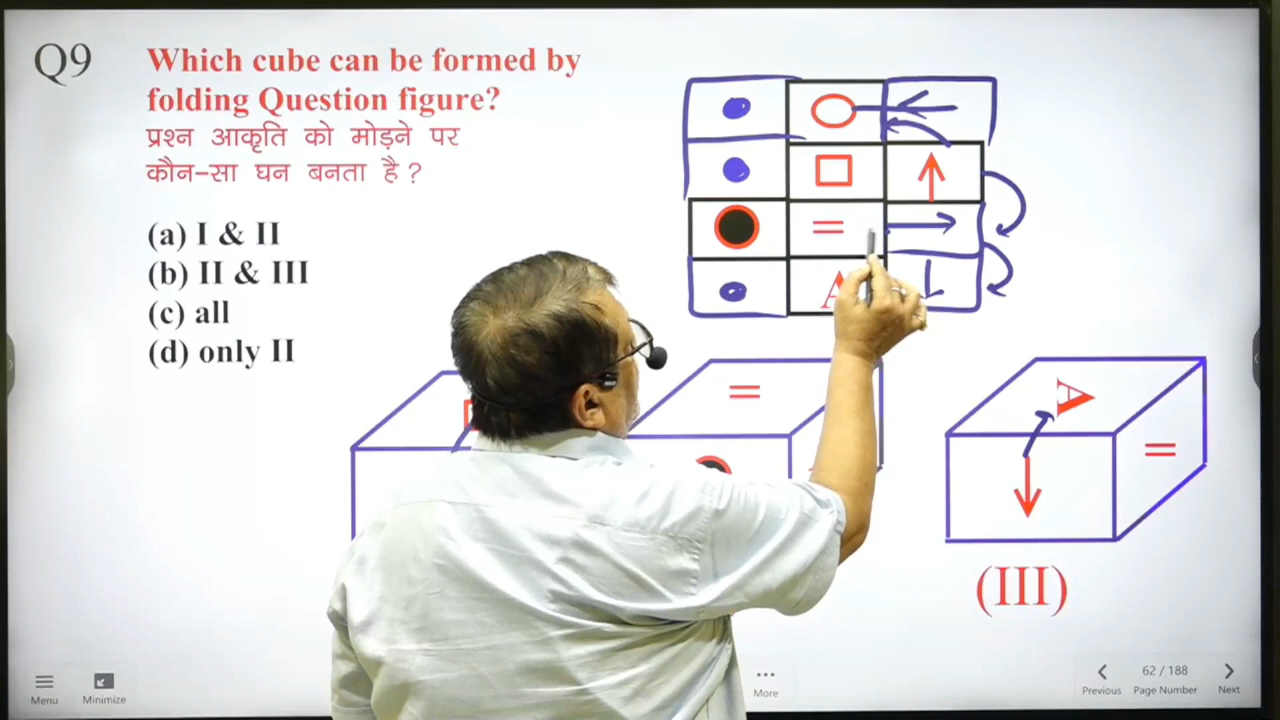 Q9
Which cube can be formed by
folding Question figure?
प्रश्न आकृति को मोड़ने पर
कौन-सा घन बनता है ?
(a) I & II
(b) II & III
(c) all
(d) only II
=
A
=
A
=
(III)
Menu
Minimize
More
Previous
62 / 188
Page Number
Next